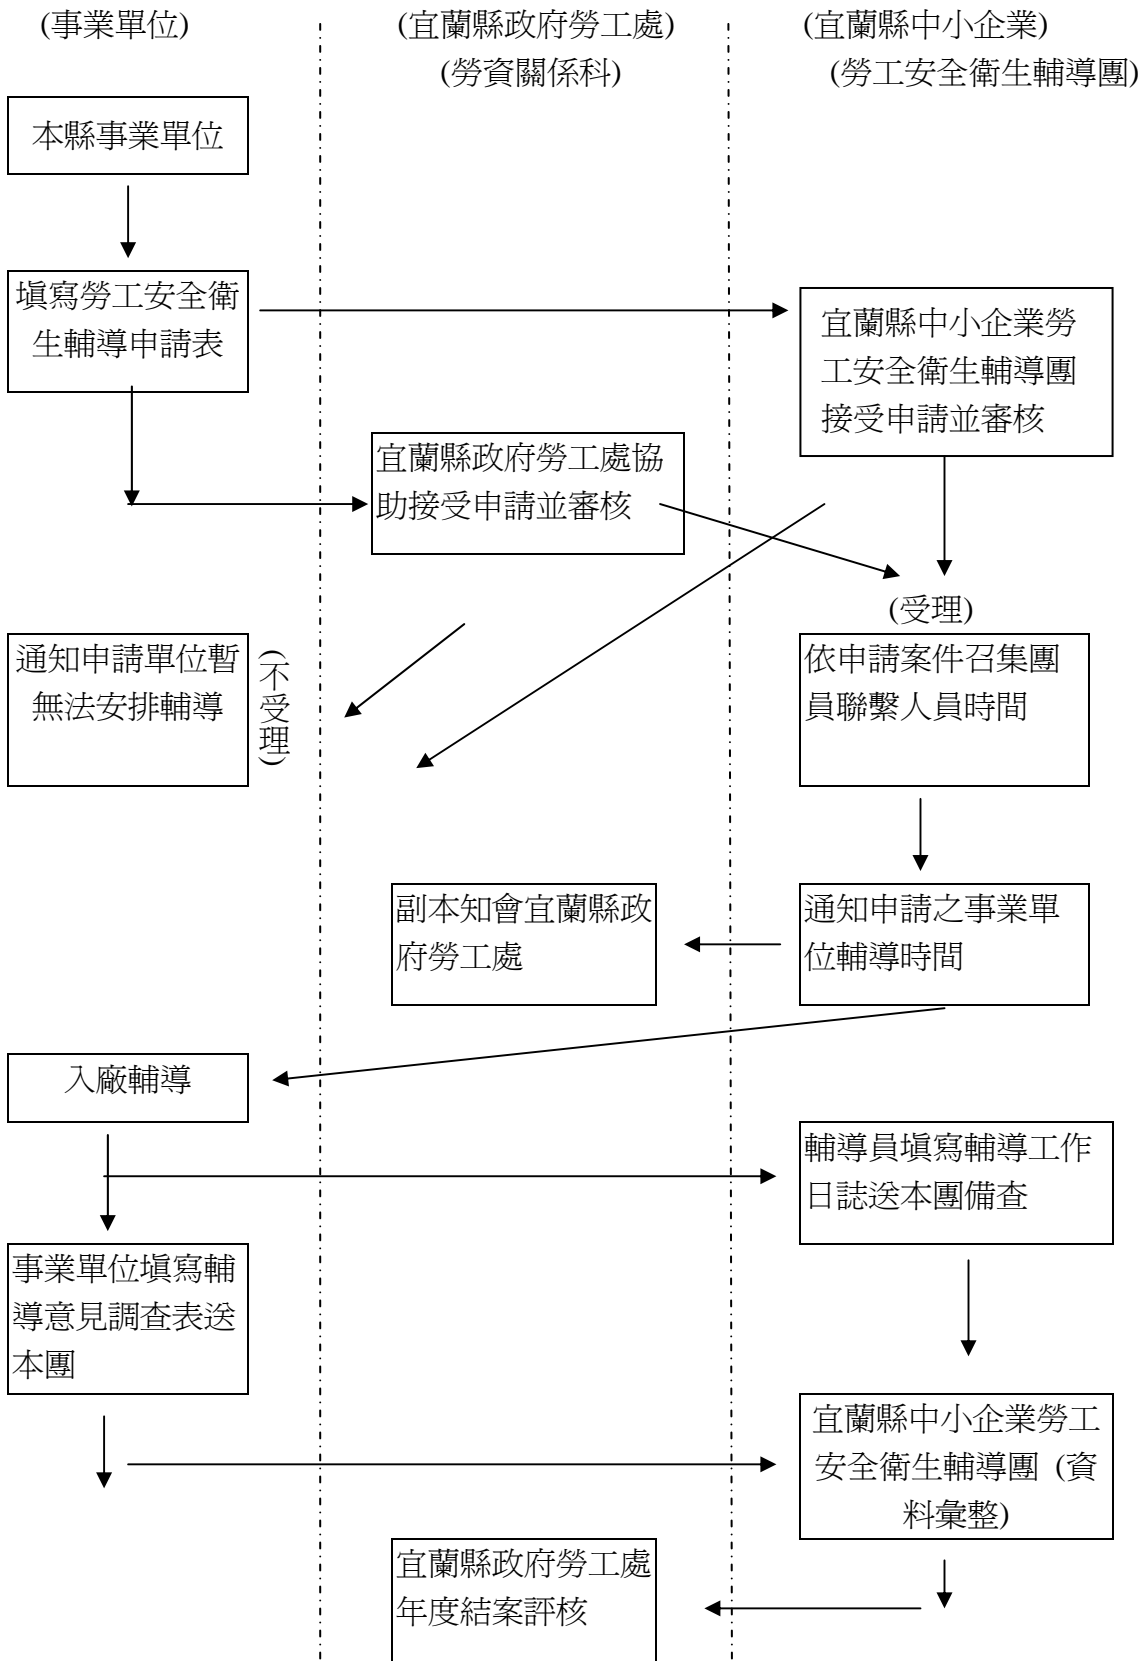 (事業單位)
(宜蘭縣政府勞工處)
(宜蘭縣中小企業)
(勞資關係科)
(勞工安全衛生輔導團)
本縣事業單位
填寫勞工安全衛
生輔導申請表
宜蘭縣中小企業勞
工安全衛生輔導團
接受申請並審核
宜蘭縣政府勞工處協
助接受申請並審核
(受理)
通知申請單位暫
無法安排輔導
(不受理)
依申請案件召集團
員聯繫人員時間
副本知會宜蘭縣政
府勞工處
通知申請之事業單
位輔導時間
入廠輔導
輔導員填寫輔導工作
日誌送本團備查
事業單位填寫輔
導意見調查表送
本團
宜蘭縣中小企業勞工
安全衛生輔導團 (資
料彙整)
宜蘭縣政府勞工處
年度結案評核